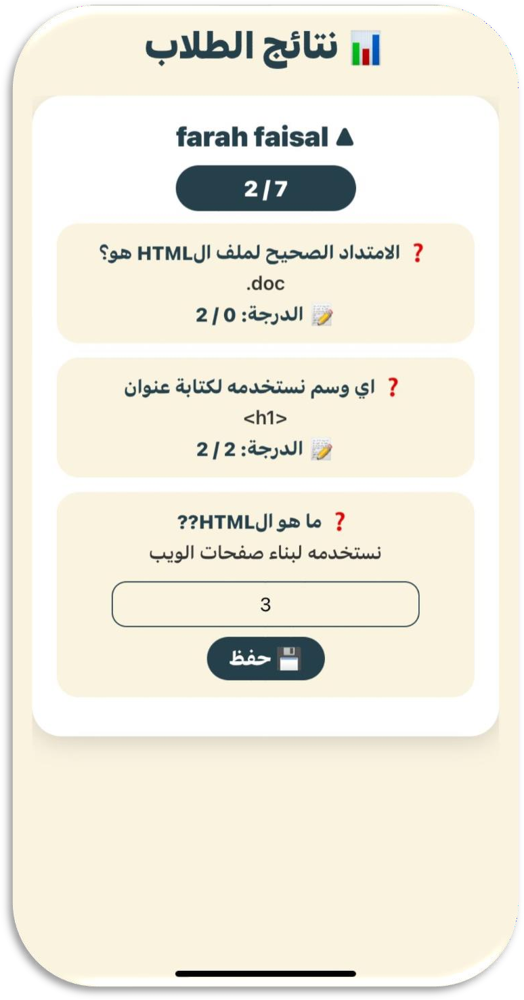 📊 نتائج الطلاب
▲ farah faisal
2 / 7
❓ الامتداد الصحيح لملف الHTML هو؟
.doc
📝 الدرجة: 0 / 2
❓ اي وسم نستخدمه لكتابة عنوان
<h1>
📝 الدرجة: 2 / 2
❓ ما هو الHTML??
نستخدمه لبناء صفحات الويب
3
💾 حفظ